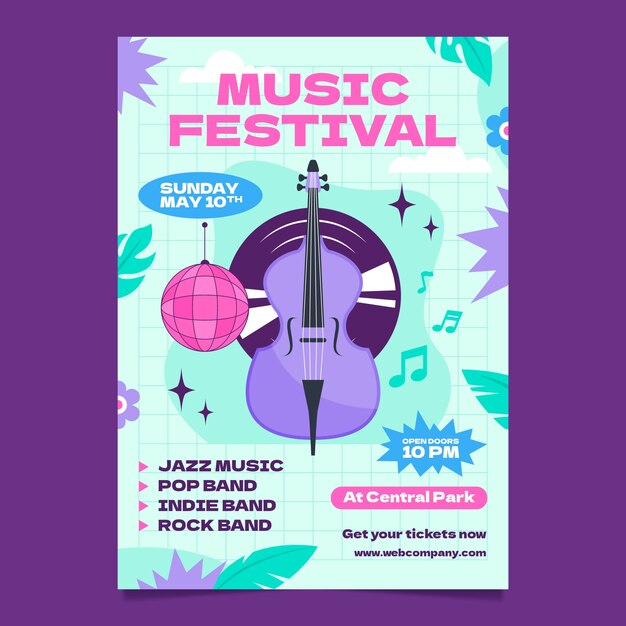 MUSIC
FESTIVAL
SUNDAY
MAY 10TH
OPEN DOORS
10 PM
JAZZ MUSIC
POP BAND
INDIE BAND
ROCK BAND
At Central Park
Get your tickets now
www.webcompany.com